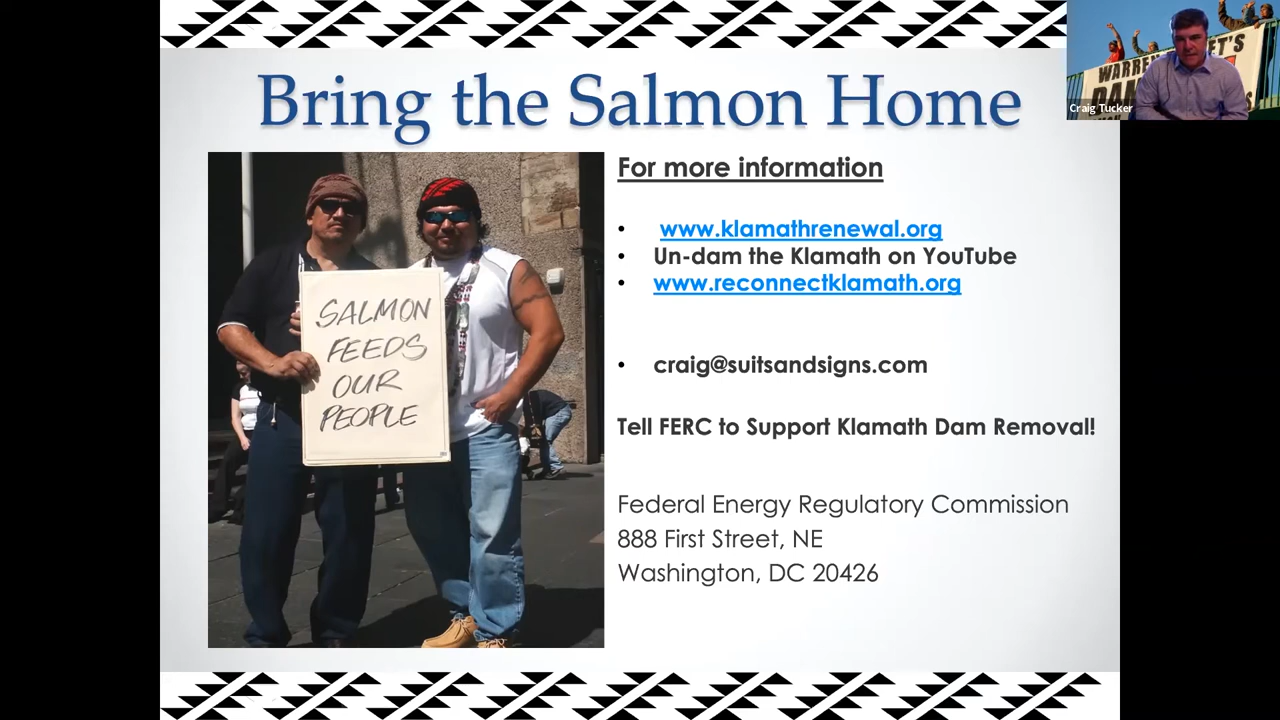 Bring the Salmon Home
WARREN
Craig Tucker
For more information
www.klamathrenewal.org
Un-dam the Klamath on YouTube
www.reconnectklamath.org
craig@suitsandsigns.com
Tell FERC to Support Klamath Dam Removal!
Federal Energy Regulatory Commission
888 First Street, NE
Washington, DC 20426
SALMON
FEEDS
OUR
PEOPLE